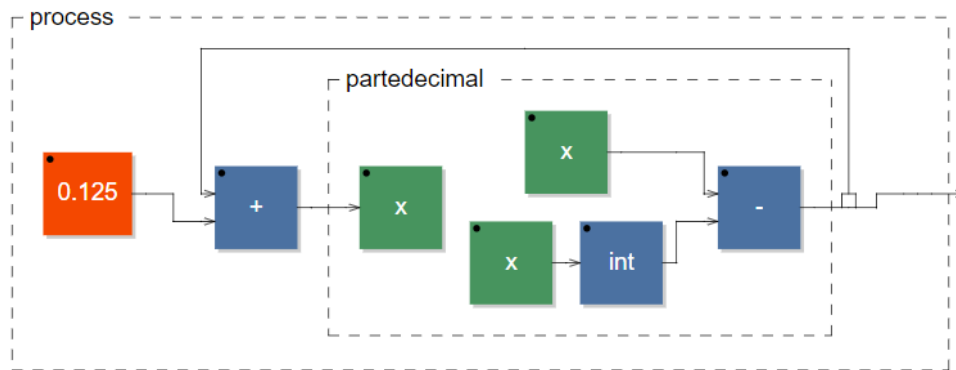 process
partedecimal
x
0.125
+
x
-
x
int